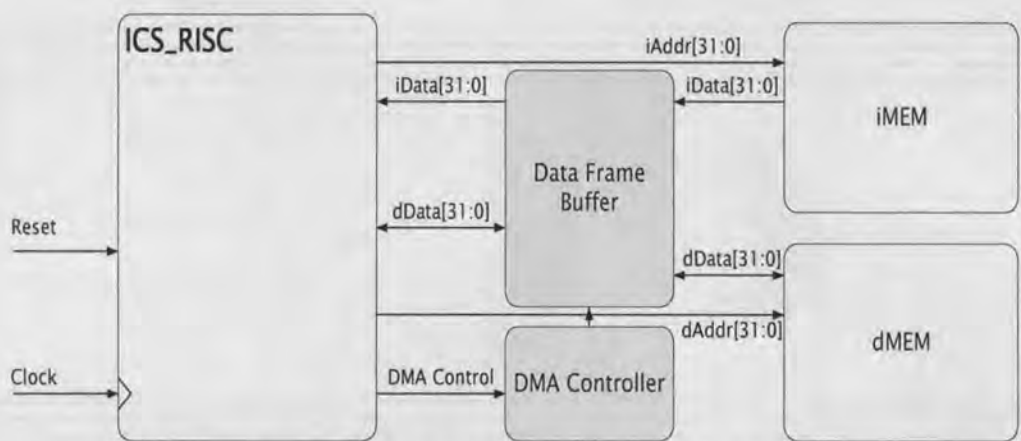 ICS_RISC
iAddr[31:0]
iData[31:0]
iData[31:0]
iMEM
Data Frame
Buffer
Reset
dData[31:0]
dData[31:0]
dAddr[31:0]
dMEM
Clock
DMA Control
DMA Controller